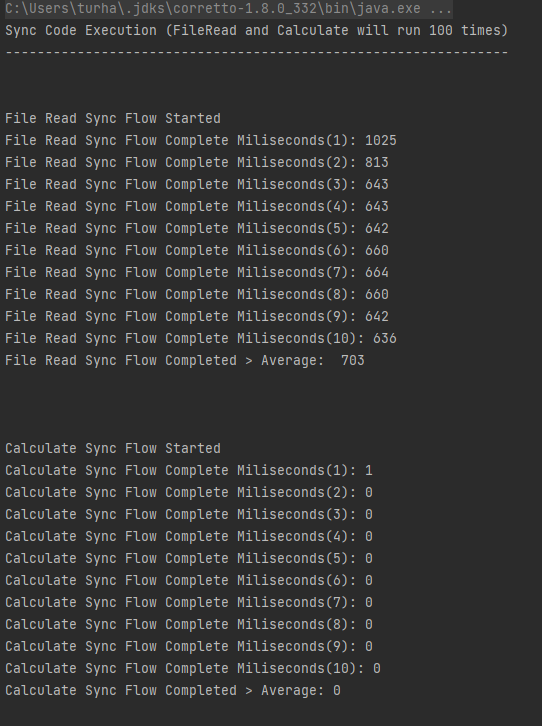 C:\Users\turha\.jdks\corretto-1.8.0_332\bin\java.exe ...
Sync Code Execution (FileRead and Calculate will run 100 times)
---------------------------------------------------------------
File Read Sync Flow Started
File Read Sync Flow Complete Miliseconds(1): 1025
File Read Sync Flow Complete Miliseconds(2): 813
File Read Sync Flow Complete Miliseconds(3): 643
File Read Sync Flow Complete Miliseconds(4): 643
File Read Sync Flow Complete Miliseconds(5): 642
File Read Sync Flow Complete Miliseconds(6): 660
File Read Sync Flow Complete Miliseconds(7): 664
File Read Sync Flow Complete Miliseconds(8): 660
File Read Sync Flow Complete Miliseconds(9): 642
File Read Sync Flow Complete Miliseconds(10): 636
File Read Sync Flow Completed > Average:  703
Calculate Sync Flow Started
Calculate Sync Flow Complete Miliseconds(1): 1
Calculate Sync Flow Complete Miliseconds(2): 0
Calculate Sync Flow Complete Miliseconds(3): 0
Calculate Sync Flow Complete Miliseconds(4): 0
Calculate Sync Flow Complete Miliseconds(5): 0
Calculate Sync Flow Complete Miliseconds(6): 0
Calculate Sync Flow Complete Miliseconds(7): 0
Calculate Sync Flow Complete Miliseconds(8): 0
Calculate Sync Flow Complete Miliseconds(9): 0
Calculate Sync Flow Complete Miliseconds(10): 0
Calculate Sync Flow Completed > Average: 0